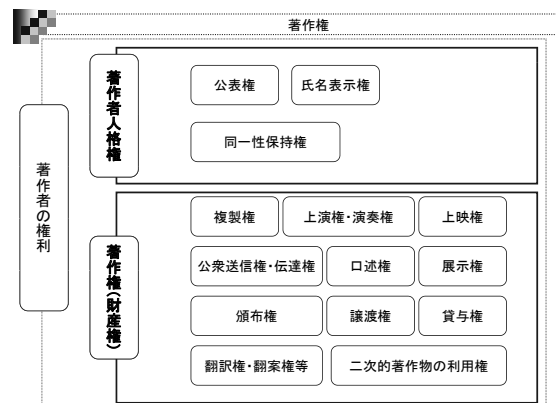 著作権
著作者の権利
著作者人格権
公表権
氏名表示権
同一性保持権
著作権(財産権)
複製権
上演権・演奏権
上映権
公衆送信権・伝達権
口述権
展示権
頒布権
譲渡権
貸与権
翻訳権・翻案権等
二次的著作物の利用権